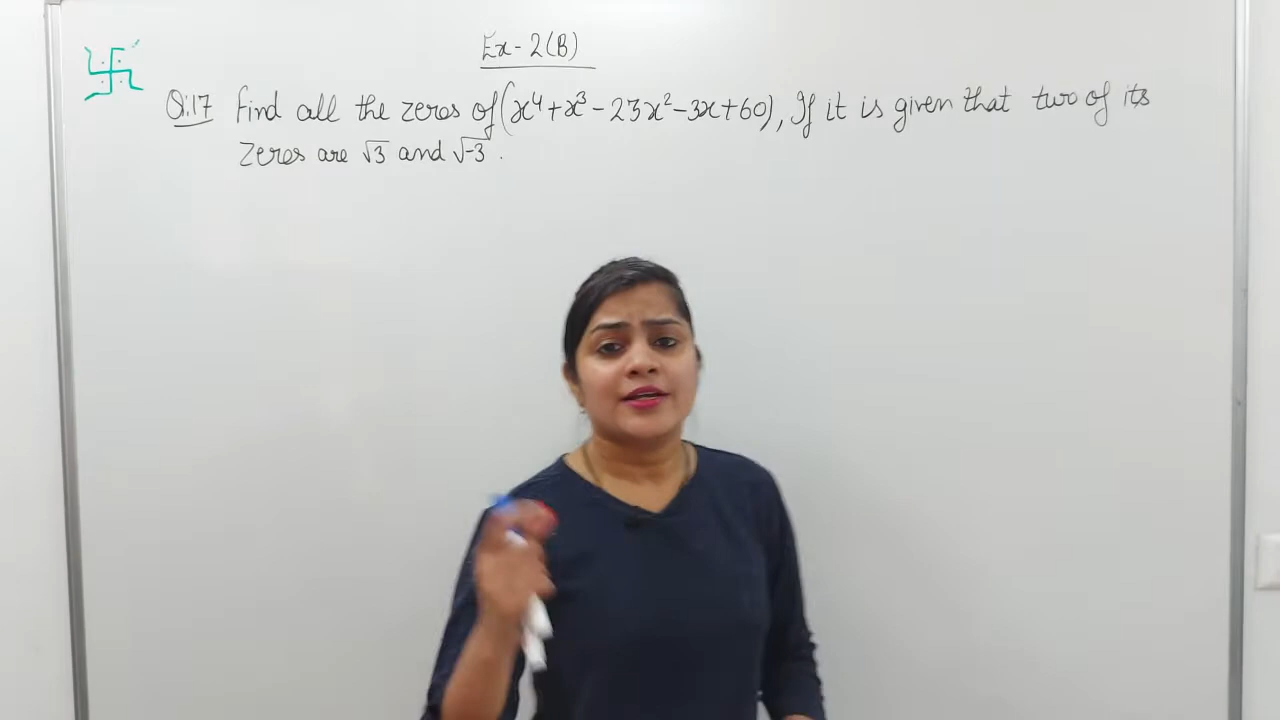 Ex-2(B)
Q.17 Find all the zeros of (x⁴+x³-23x²-3x+60), If it is given that two of its
zeros are √3 and √-3.